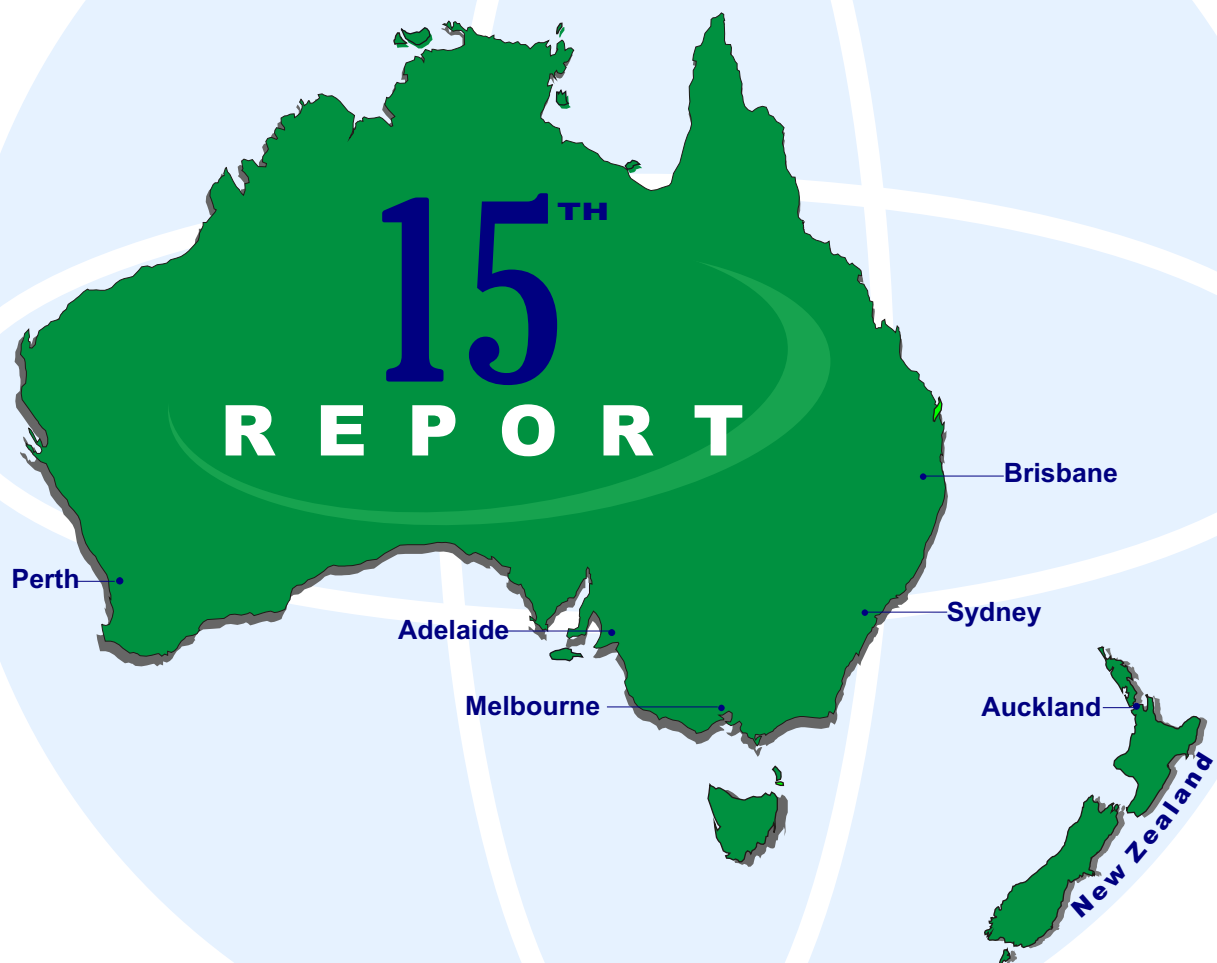 15TH
REPORT
Brisbane
Perth
Sydney
Adelaide
Melbourne
Auckland
New Zealand